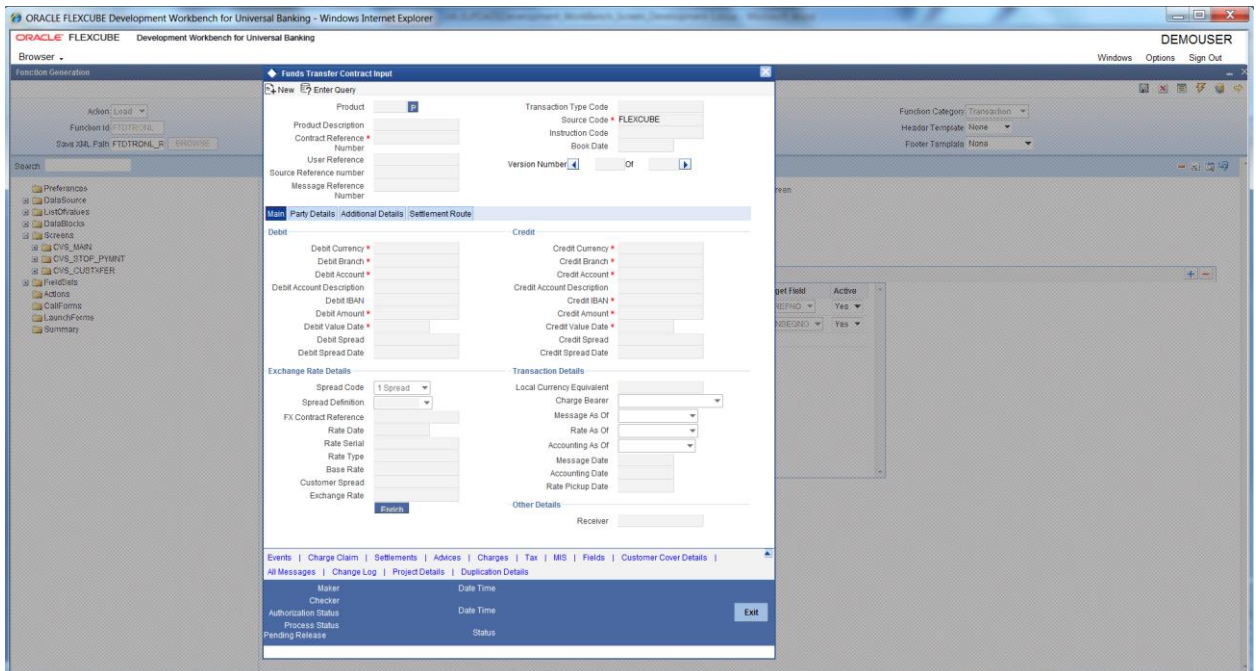 ORACLE FLEXCUBE Development Workbench for Universal Banking - Windows Internet Explorer
ORACLE FLEXCUBE Development Workbench for Universal Banking
DEMOUSER
Browser
Windows Options Sign Out
Function Generation
Funds Transfer Contract Input
New Enter Query
Action Load
Function Id FTDTRONL
Save XML Path FTDTRONL_R BROWSE
Function Category Transaction
Header Template None
Footer Template None
Search
Preferences
DataSource
ListOfValues
DataBlocks
Screens
CVS_MAIN
CVS_STOP_PYMNT
CVS_CUSTXFER
FieldSets
Actions
CallForms
LaunchForms
Summary
Product P
Product Description
Contract Reference *
Number
User Reference
Source Reference number
Message Reference
Number
Transaction Type Code
Source Code * FLEXCUBE
Instruction Code
Book Date
Version Number Of
Main Party Details Additional Details Settlement Route
Debit
Debit Currency *
Debit Branch *
Debit Account *
Debit Account Description
Debit IBAN
Debit Amount *
Debit Value Date *
Debit Spread
Debit Spread Date
Credit
Credit Currency *
Credit Branch *
Credit Account *
Credit Account Description
Credit IBAN *
Credit Amount *
Credit Value Date *
Credit Spread
Credit Spread Date
Exchange Rate Details
Spread Code 1 Spread
Spread Definition
FX Contract Reference
Rate Date
Rate Serial
Rate Type
Base Rate
Customer Spread
Exchange Rate
Enrich
Transaction Details
Local Currency Equivalent
Charge Bearer
Message As Of
Rate As Of
Accounting As Of
Message Date
Accounting Date
Rate Pickup Date
Other Details
Receiver
reen
get Field Active
REFNO Yes
Yes
Events | Charge Claim | Settlements | Advices | Charges | Tax | MIS | Fields | Customer Cover Details |
All Messages | Change Log | Project Details | Duplication Details
Maker Date Time
Checker
Authorization Status Date Time
Process Status
Pending Release Status
Exit